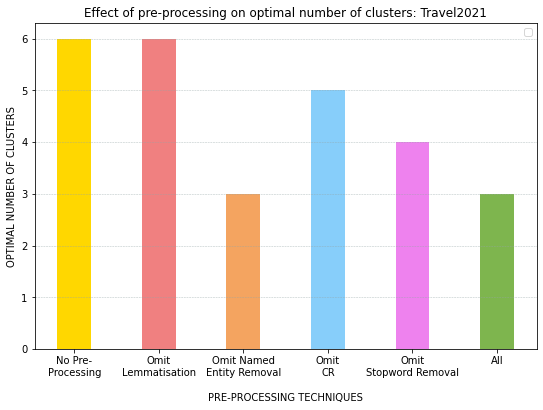 Effect of pre-processing on optimal number of clusters: Travel2021
OPTIMAL NUMBER OF CLUSTERS
6
5
4
3
2
1
0
No Pre-
Processing
Omit
Lemmatisation
Omit Named
Entity Removal
Omit
CR
Omit
Stopword Removal
All
PRE-PROCESSING TECHNIQUES